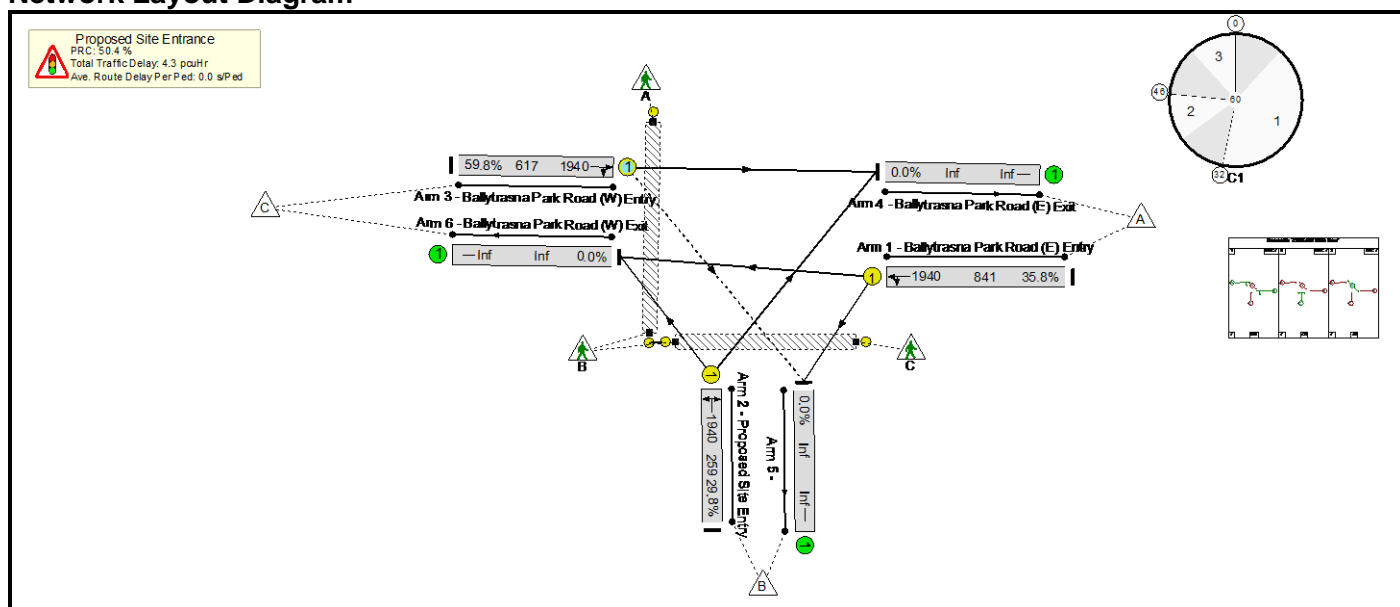 Network Layout Diagram
Proposed Site Entrance
PRC: 50.4 %
Total Traffic Delay: 4.3 pcuHr
Ave. Route Delay Per Ped: 0.0 s/Ped
A
59.8% 617 1940
1
Arm 3 - Ballytrasna Park Road (W) Entry
C
Arm 6 - Ballytrasna Park Road (W) Exit
1
Inf Inf 0.0%
0.0% Inf Inf
1
Arm 4 - Ballytrasna Park Road (E) Exit
A
Arm 1 - Ballytrasna Park Road (E) Entry
1
1940 841 35.8%
B
C
1
Arm 2 - Proposed Site Entry
1940 259 29.8%
0.0% Inf Inf
Arm 5 -
1
B
0
3
46
60
2
1
32
C1